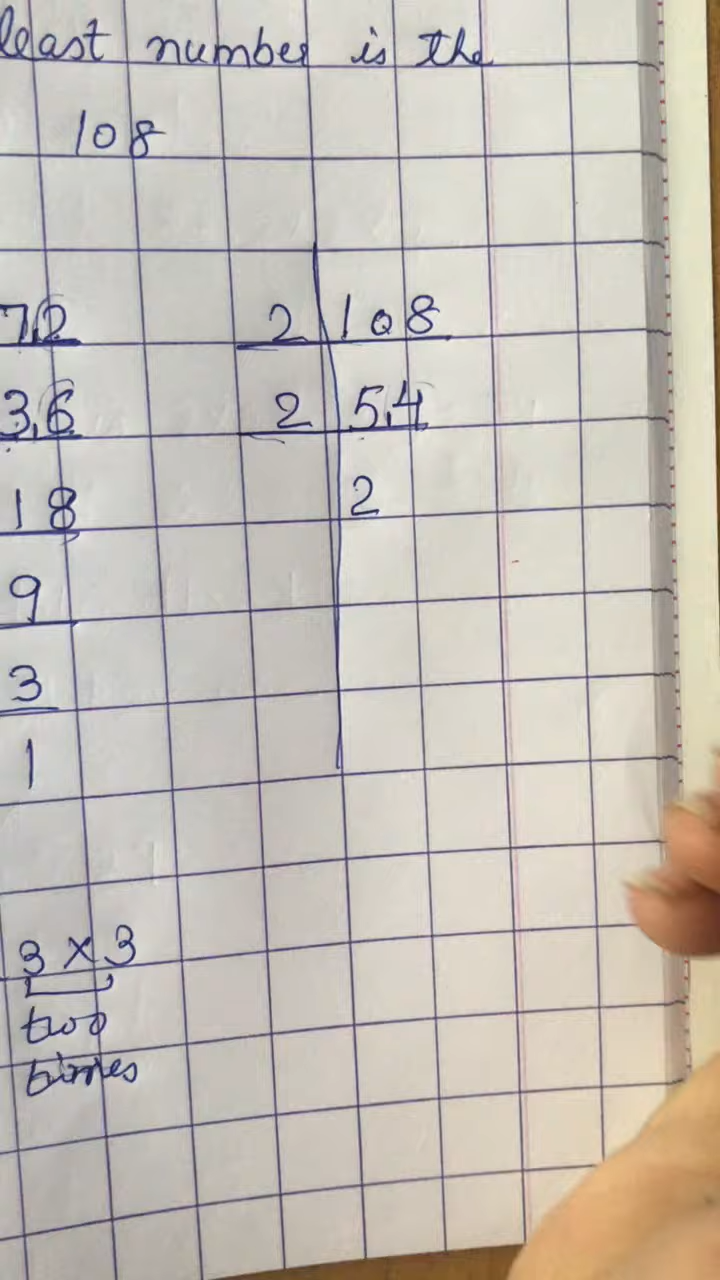 least number is the
108
72 2 108
36 2 54
18 2
9
3
1
3 × 3
two
times